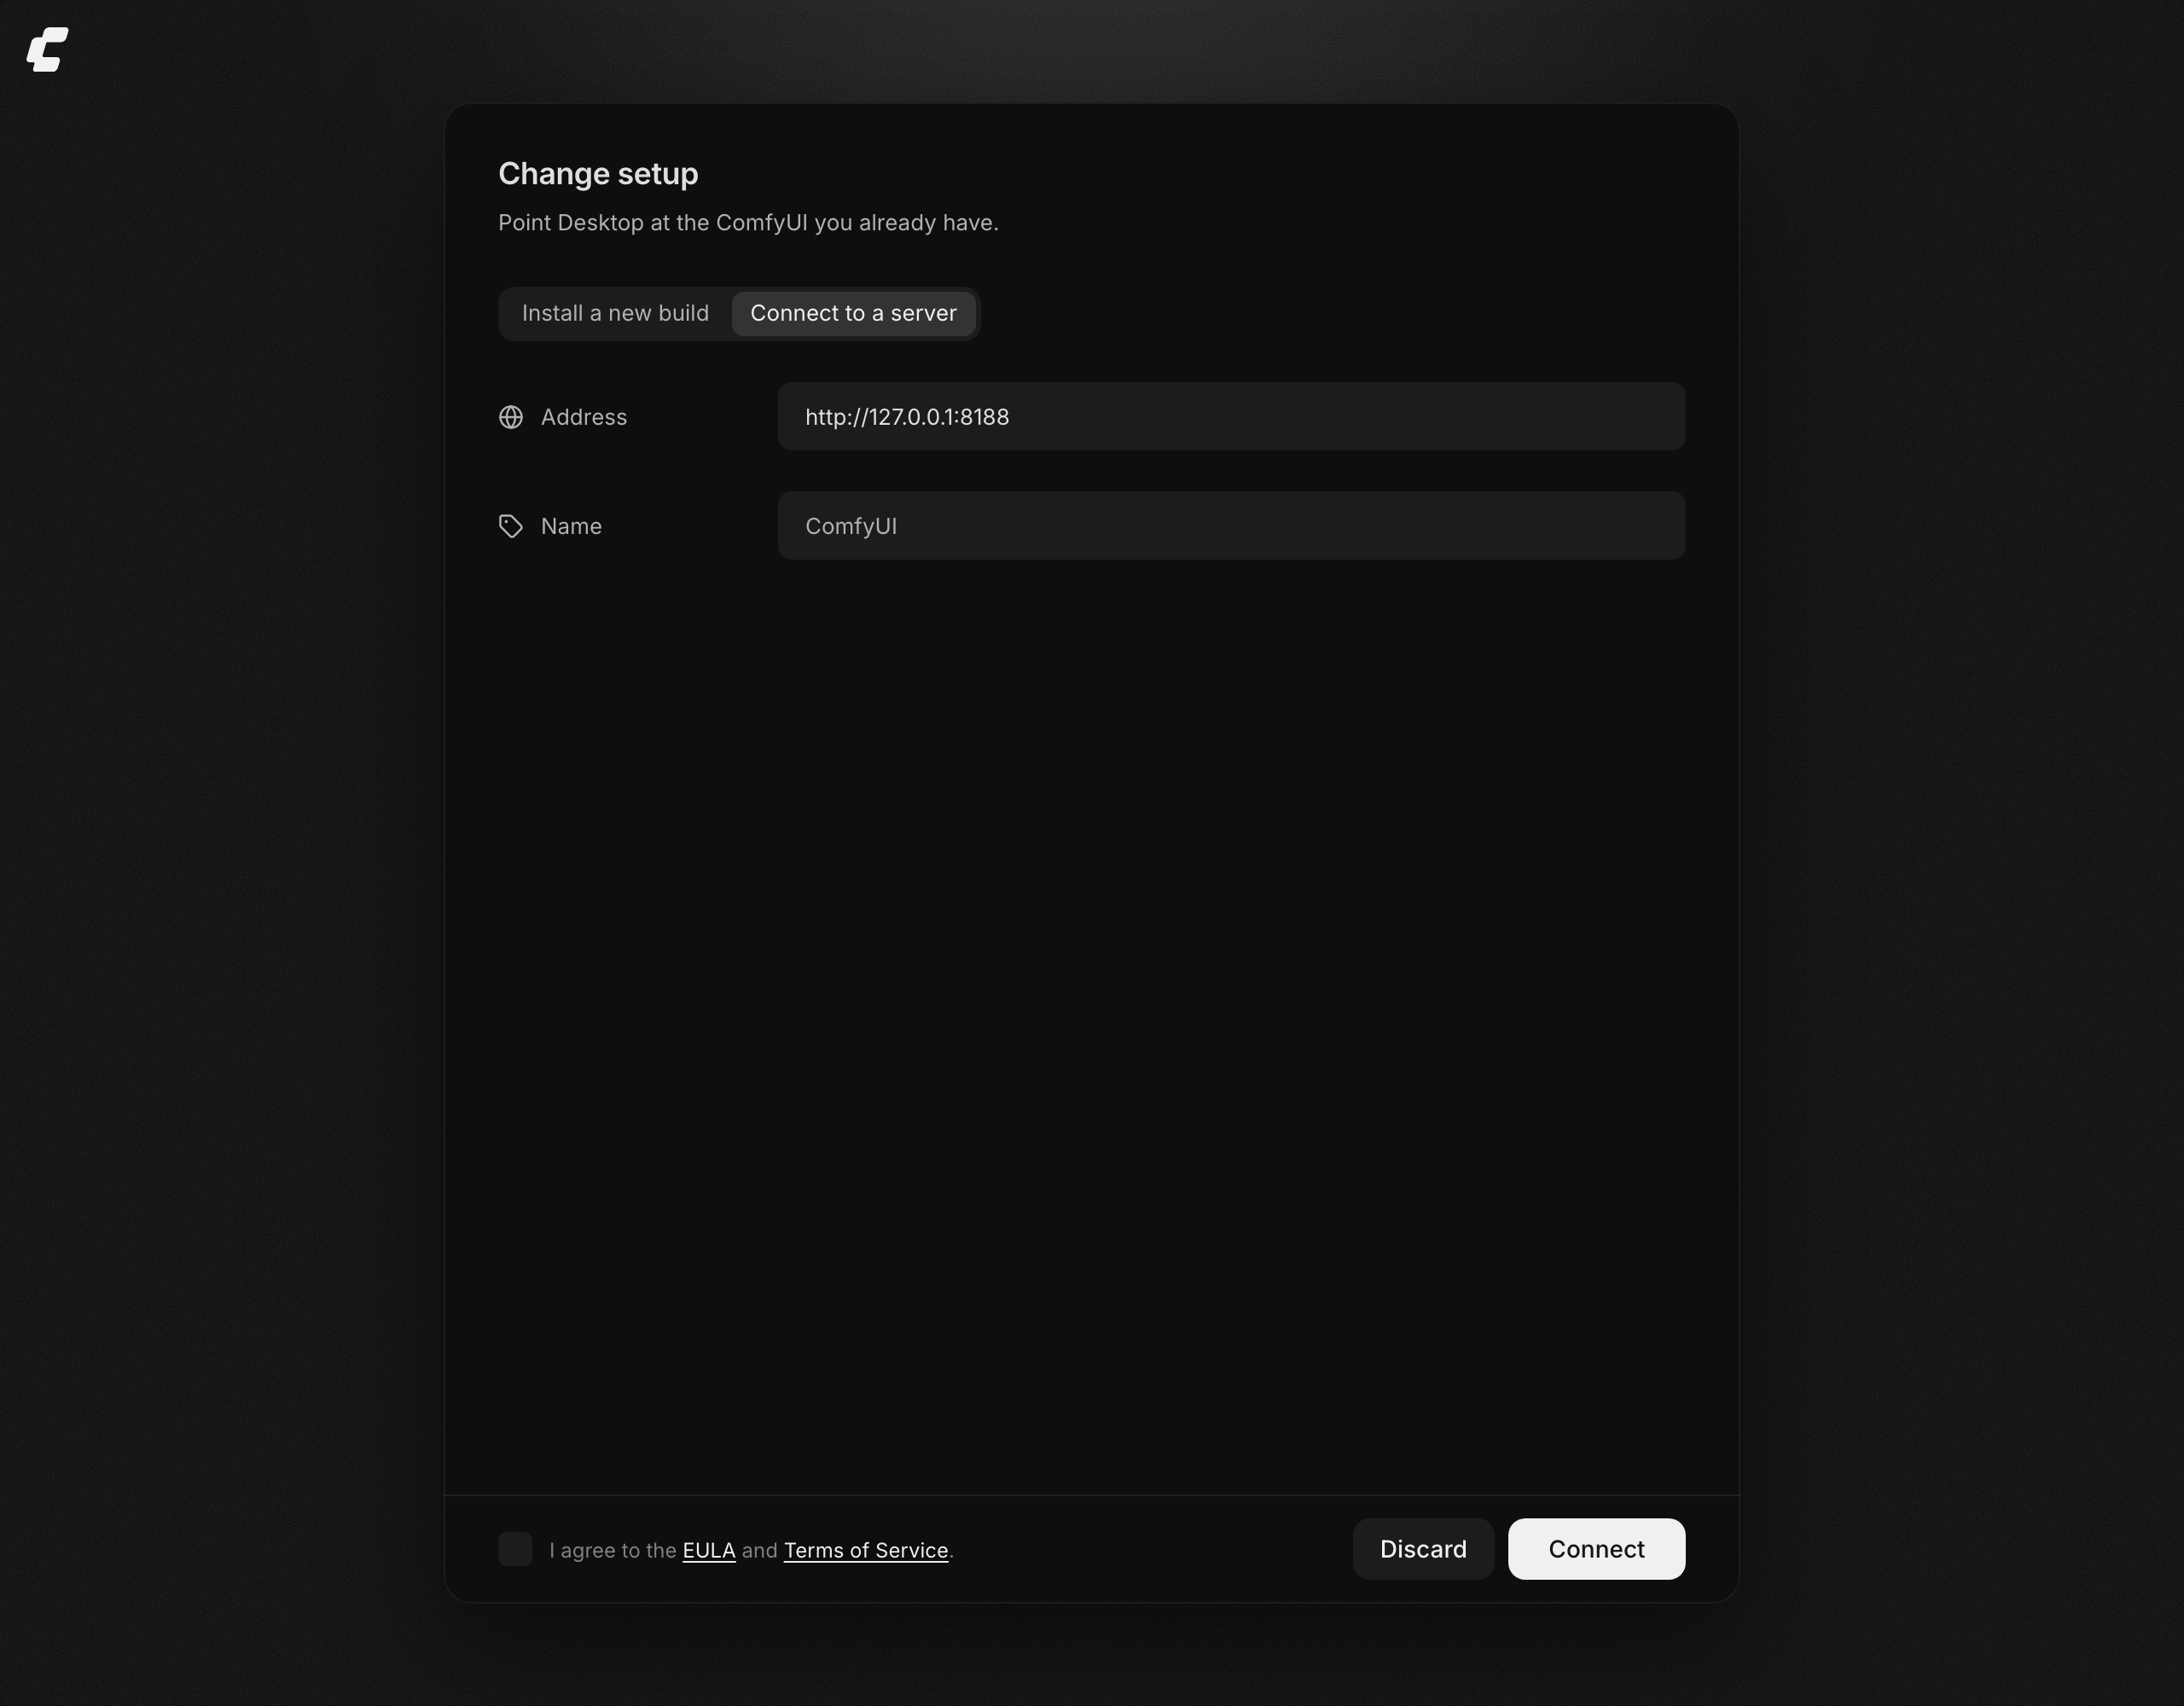 Change setup
Point Desktop at the ComfyUI you already have.
Install a new build Connect to a server
Address http://127.0.0.1:8188
Name ComfyUI
I agree to the EULA and Terms of Service. Discard Connect